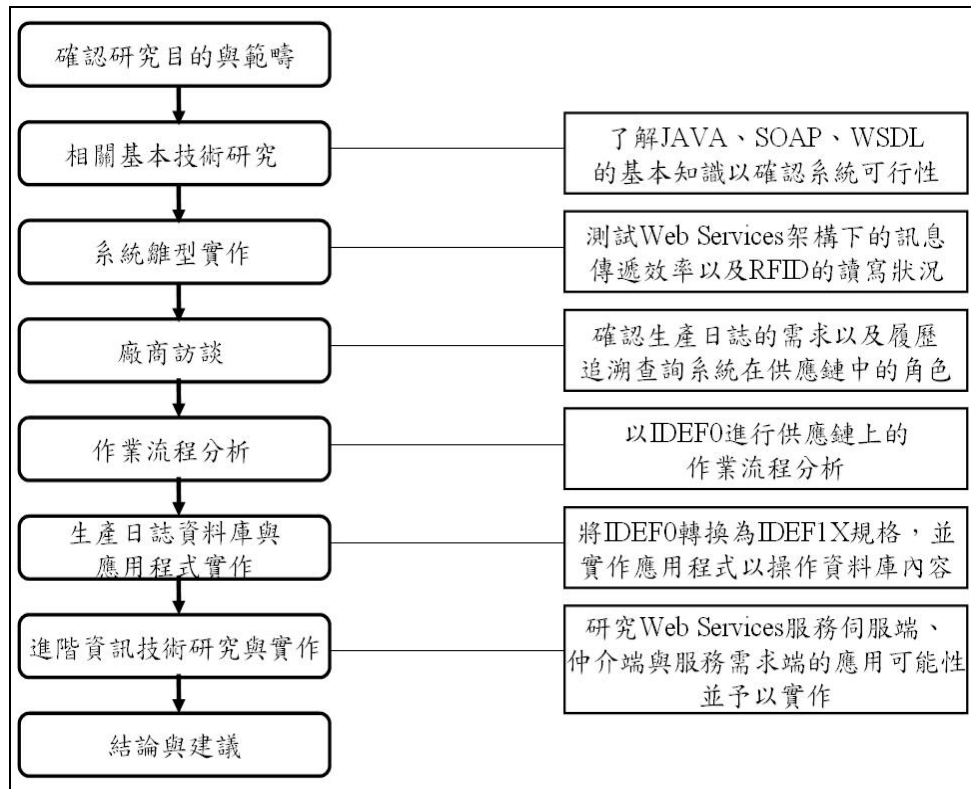 確認研究目的與範疇
相關基本技術研究
了解JAVA、SOAP、WSDL
的基本知識以確認系統可行性
系統雛型實作
測試Web Services架構下的訊息
傳遞效率以及RFID的讀寫狀況
廠商訪談
確認生產日誌的需求以及履歷
追溯查詢系統在供應鏈中的角色
作業流程分析
以IDEF0進行供應鏈上的
作業流程分析
生產日誌資料庫與
應用程式實作
將IDEF0轉換為IDEF1X規格，並
實作應用程式以操作資料庫內容
進階資訊技術研究與實作
研究Web Services服務伺服端、
仲介端與服務需求端的應用可能性
並予以實作
結論與建議